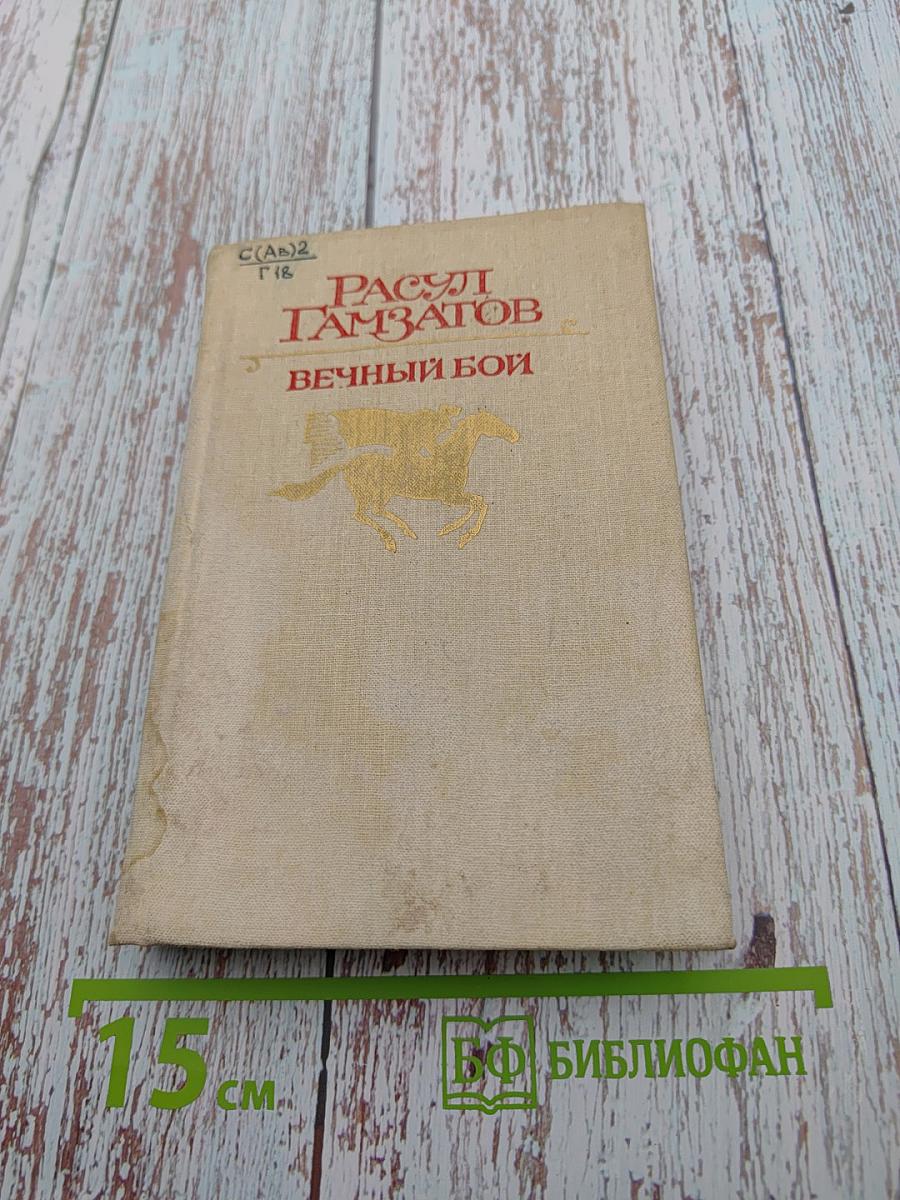 С(Ав)2
Г18
РАСУЛ
ГАМЗАТОВ
ВЕЧНЫЙ БОЙ
15 см
БФ БИБЛИОФАН